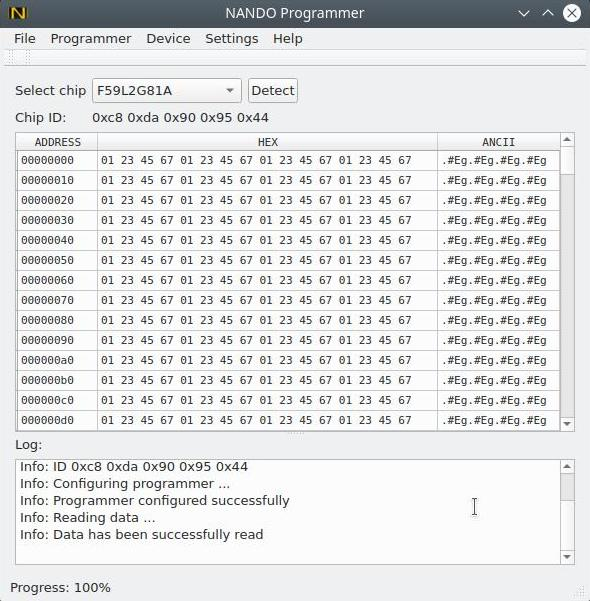 NANDO Programmer
File Programmer Device Settings Help
Select chip F59L2G81A Detect
Chip ID: 0xc8 0xda 0x90 0x95 0x44
ADDRESS HEX ANCII
00000000 01 23 45 67 01 23 45 67 01 23 45 67 01 23 45 67 .#Eg.#Eg.#Eg.#Eg
00000010 01 23 45 67 01 23 45 67 01 23 45 67 01 23 45 67 .#Eg.#Eg.#Eg.#Eg
00000020 01 23 45 67 01 23 45 67 01 23 45 67 01 23 45 67 .#Eg.#Eg.#Eg.#Eg
00000030 01 23 45 67 01 23 45 67 01 23 45 67 01 23 45 67 .#Eg.#Eg.#Eg.#Eg
00000040 01 23 45 67 01 23 45 67 01 23 45 67 01 23 45 67 .#Eg.#Eg.#Eg.#Eg
00000050 01 23 45 67 01 23 45 67 01 23 45 67 01 23 45 67 .#Eg.#Eg.#Eg.#Eg
00000060 01 23 45 67 01 23 45 67 01 23 45 67 01 23 45 67 .#Eg.#Eg.#Eg.#Eg
00000070 01 23 45 67 01 23 45 67 01 23 45 67 01 23 45 67 .#Eg.#Eg.#Eg.#Eg
00000080 01 23 45 67 01 23 45 67 01 23 45 67 01 23 45 67 .#Eg.#Eg.#Eg.#Eg
00000090 01 23 45 67 01 23 45 67 01 23 45 67 01 23 45 67 .#Eg.#Eg.#Eg.#Eg
000000a0 01 23 45 67 01 23 45 67 01 23 45 67 01 23 45 67 .#Eg.#Eg.#Eg.#Eg
000000b0 01 23 45 67 01 23 45 67 01 23 45 67 01 23 45 67 .#Eg.#Eg.#Eg.#Eg
000000c0 01 23 45 67 01 23 45 67 01 23 45 67 01 23 45 67 .#Eg.#Eg.#Eg.#Eg
000000d0 01 23 45 67 01 23 45 67 01 23 45 67 01 23 45 67 .#Eg.#Eg.#Eg.#Eg
Log:
Info: ID 0xc8 0xda 0x90 0x95 0x44
Info: Configuring programmer ...
Info: Programmer configured successfully
Info: Reading data ...
Info: Data has been successfully read
Progress: 100%